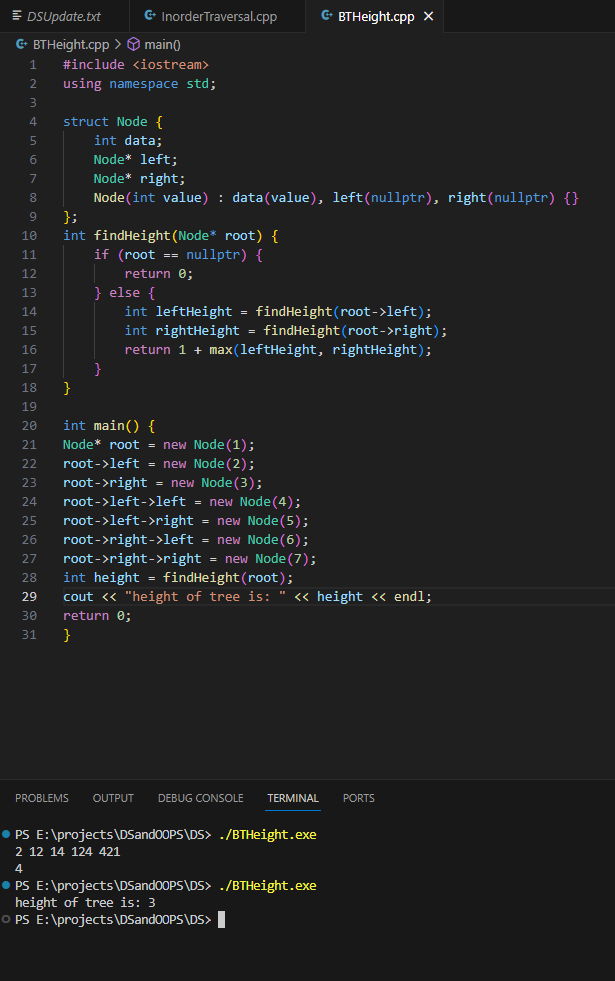 DSUpdate.txt InorderTraversal.cpp BTHeight.cpp
BTHeight.cpp > main()
1 #include <iostream>
2 using namespace std;
3
4 struct Node {
5     int data;
6     Node* left;
7     Node* right;
8     Node(int value) : data(value), left(nullptr), right(nullptr) {}
9 };
10 int findHeight(Node* root) {
11     if (root == nullptr) {
12         return 0;
13     } else {
14         int leftHeight = findHeight(root->left);
15         int rightHeight = findHeight(root->right);
16         return 1 + max(leftHeight, rightHeight);
17     }
18 }
19
20 int main() {
21 Node* root = new Node(1);
22 root->left = new Node(2);
23 root->right = new Node(3);
24 root->left->left = new Node(4);
25 root->left->right = new Node(5);
26 root->right->left = new Node(6);
27 root->right->right = new Node(7);
28 int height = findHeight(root);
29 cout << "height of tree is: " << height << endl;
30 return 0;
31 }
PROBLEMS OUTPUT DEBUG CONSOLE TERMINAL PORTS
PS E:\projects\DSandOOPS\DS> ./BTHeight.exe
2 12 14 124 421
4
PS E:\projects\DSandOOPS\DS> ./BTHeight.exe
height of tree is: 3
PS E:\projects\DSandOOPS\DS>